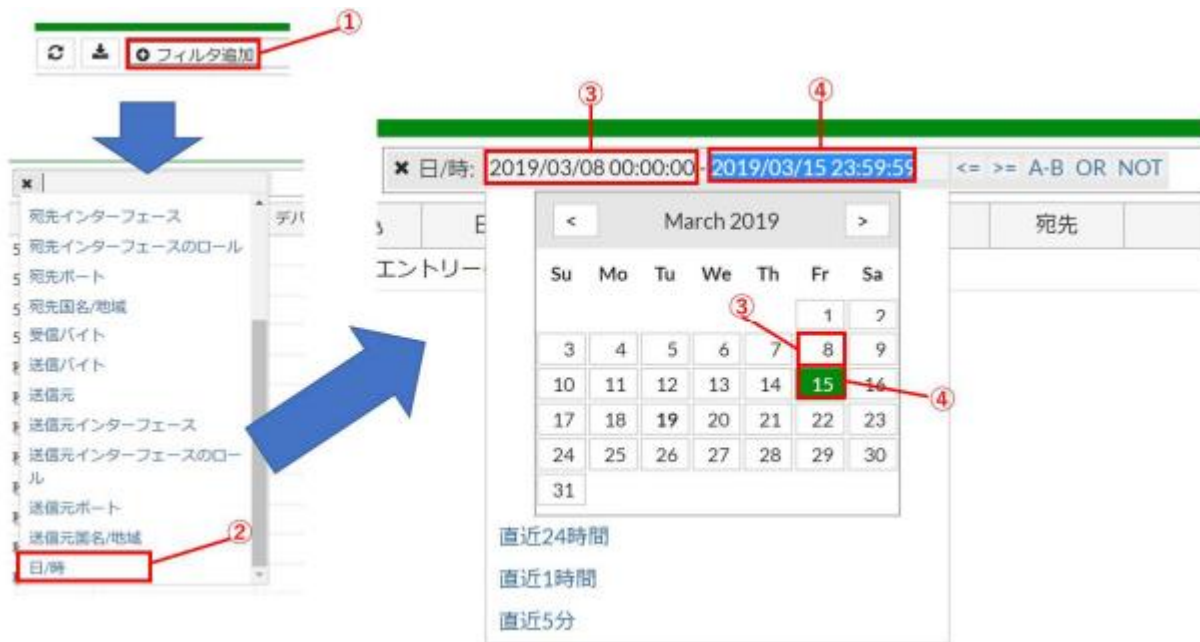 ①
フィルタ追加
宛先インターフェース
デバ
宛先インターフェースのロール
宛先ポート
宛先国名/地域
受信バイト
送信バイト
送信元
送信元インターフェース
送信元インターフェースのロー
ル
送信元ポート
送信元国名/地域
②
日/時
③
④
日/時: 2019/03/08 00:00:00 - 2019/03/15 23:59:59 <= >= A-B OR NOT
宛先
エントリー
< March 2019 >
Su Mo Tu We Th Fr Sa
③
1 2
3 4 5 6 7 8 9
10 11 12 13 14 15 16
④
17 18 19 20 21 22 23
24 25 26 27 28 29 30
31
直近24時間
直近1時間
直近5分